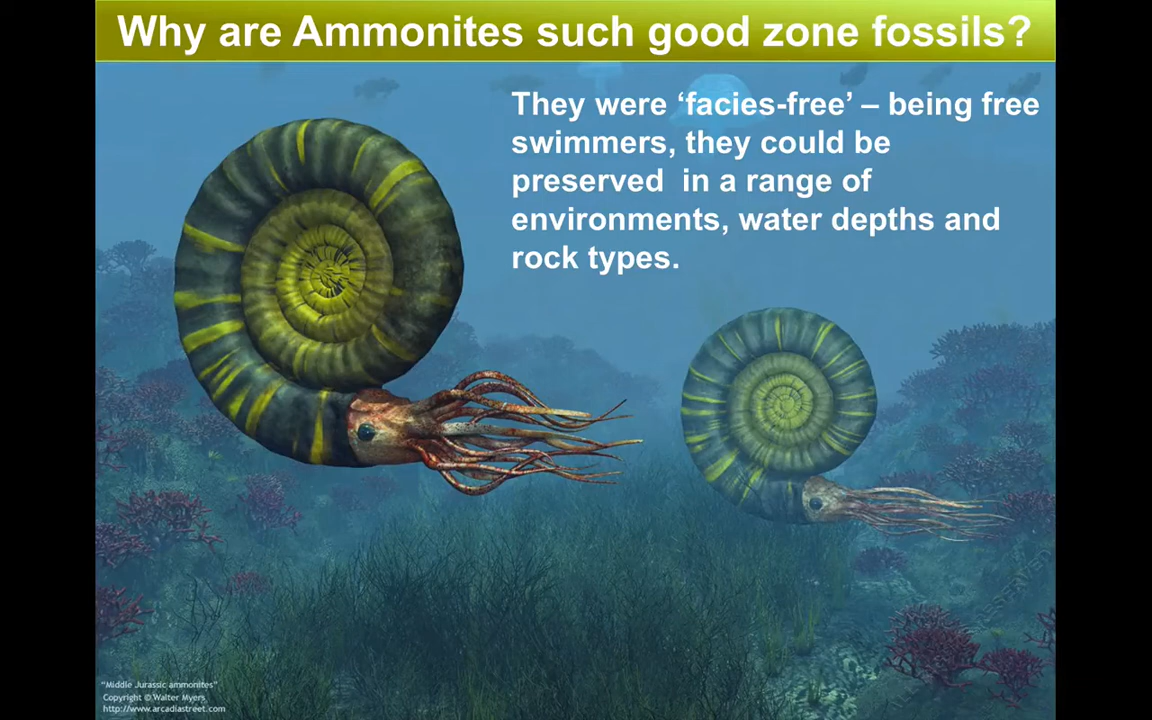 Why are Ammonites such good zone fossils?
They were ‘facies-free’ – being free
swimmers, they could be
preserved  in a range of
environments, water depths and
rock types.
“Middle Jurassic ammonites”
Copyright © Walter Myers
http://www.arcadiastreet.com